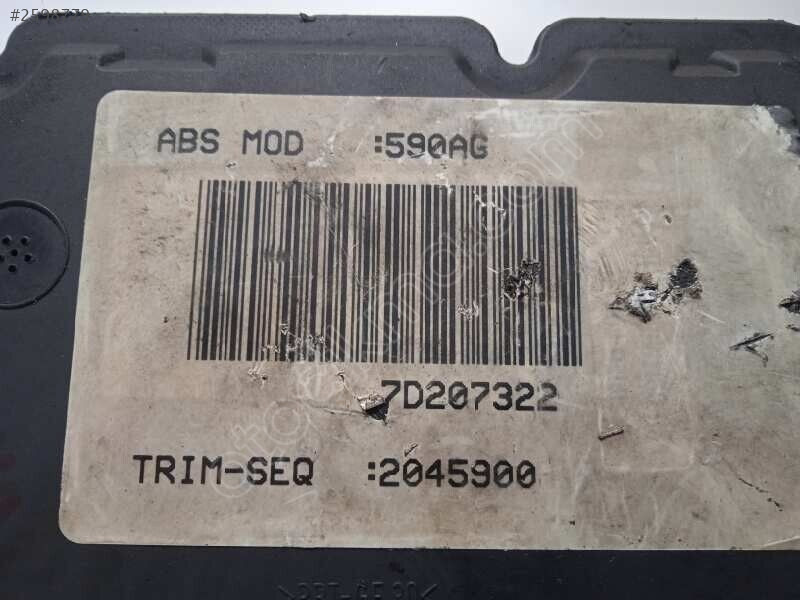 ABS MOD :590AG
7D207322
TRIM-SEQ :2045900